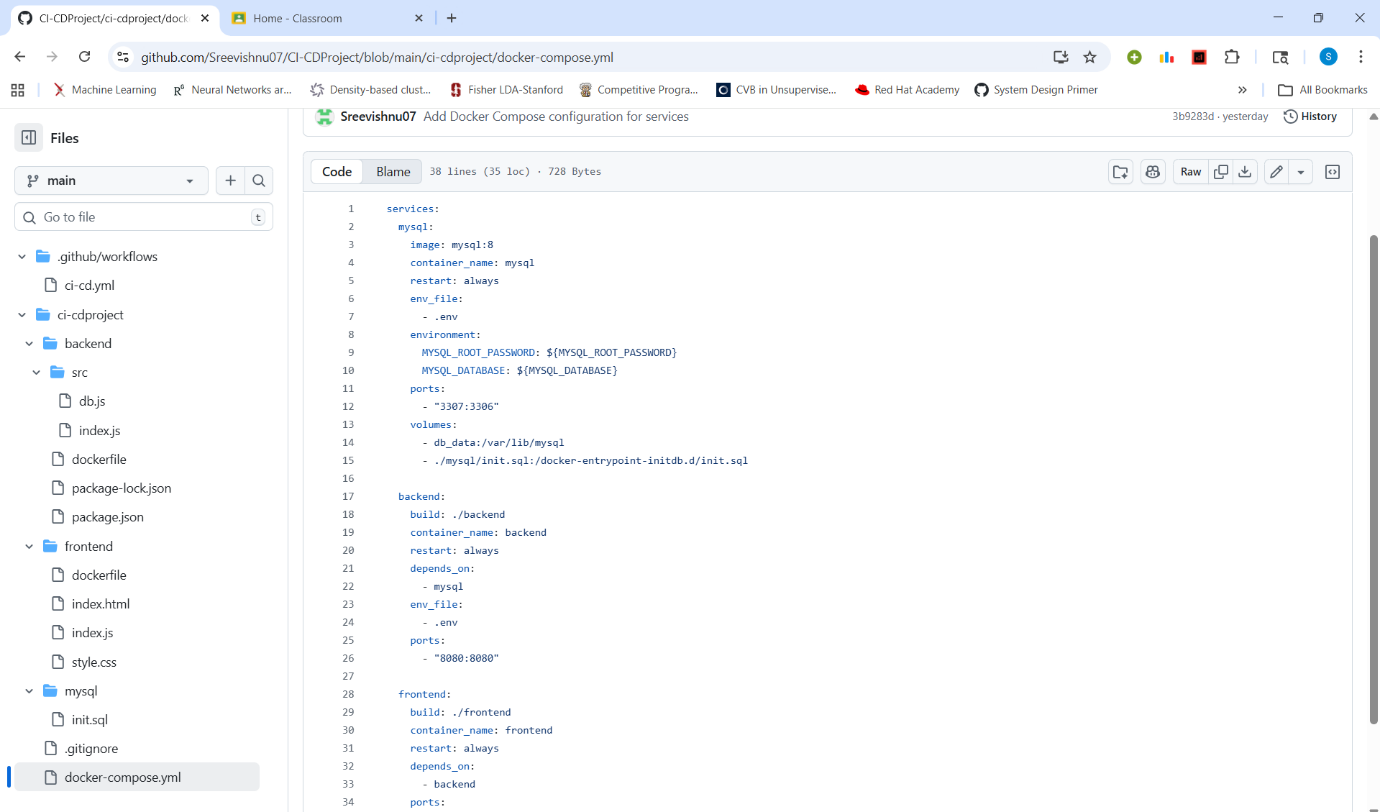 CI-CDProject/ci-cdproject/dock
Home - Classroom
github.com/Sreevishnu07/CI-CDProject/blob/main/ci-cdproject/docker-compose.yml
S
Machine Learning
Neural Networks ar...
Density-based clust...
Fisher LDA-Stanford
Competitive Progra...
CVB in Unsupervise...
Red Hat Academy
System Design Primer
»
All Bookmarks
Files
main
Go to file
t
.github/workflows
ci-cd.yml
ci-cdproject
backend
src
db.js
index.js
dockerfile
package-lock.json
package.json
frontend
dockerfile
index.html
index.js
style.css
mysql
init.sql
.gitignore
docker-compose.yml
Sreevishnu07 Add Docker Compose configuration for services
3b9283d · yesterday
History
Code
Blame
38 lines (35 loc) · 728 Bytes
Raw
1 services:
2 mysql:
3 image: mysql:8
4 container_name: mysql
5 restart: always
6 env_file:
7 - .env
8 environment:
9 MYSQL_ROOT_PASSWORD: ${MYSQL_ROOT_PASSWORD}
10 MYSQL_DATABASE: ${MYSQL_DATABASE}
11 ports:
12 - "3307:3306"
13 volumes:
14 - db_data:/var/lib/mysql
15 - ./mysql/init.sql:/docker-entrypoint-initdb.d/init.sql
16
17 backend:
18 build: ./backend
19 container_name: backend
20 restart: always
21 depends_on:
22 - mysql
23 env_file:
24 - .env
25 ports:
26 - "8080:8080"
27
28 frontend:
29 build: ./frontend
30 container_name: frontend
31 restart: always
32 depends_on:
33 - backend
34 ports: